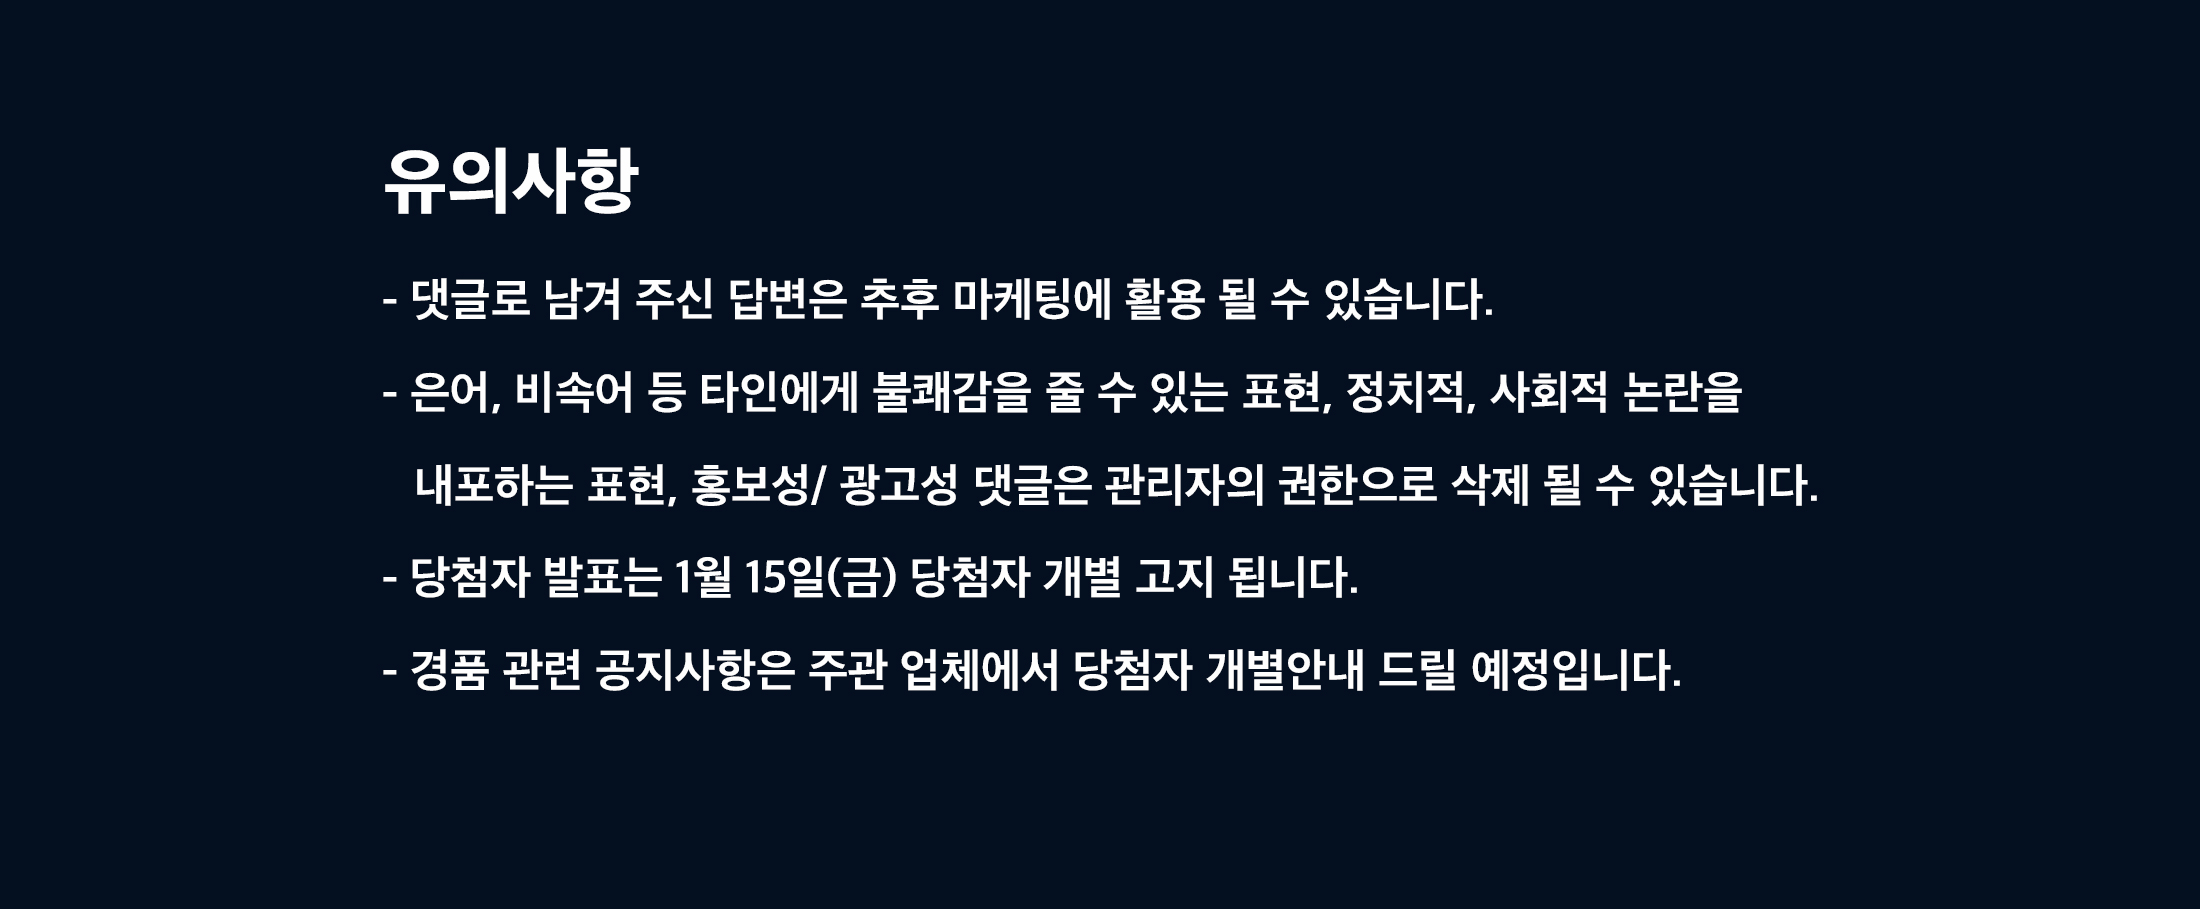 유의사항
- 댓글로 남겨 주신 답변은 추후 마케팅에 활용 될 수 있습니다.
- 은어, 비속어 등 타인에게 불쾌감을 줄 수 있는 표현, 정치적, 사회적 논란을
내포하는 표현, 홍보성/ 광고성 댓글은 관리자의 권한으로 삭제 될 수 있습니다.
- 당첨자 발표는 1월 15일(금) 당첨자 개별 고지 됩니다.
- 경품 관련 공지사항은 주관 업체에서 당첨자 개별안내 드릴 예정입니다.